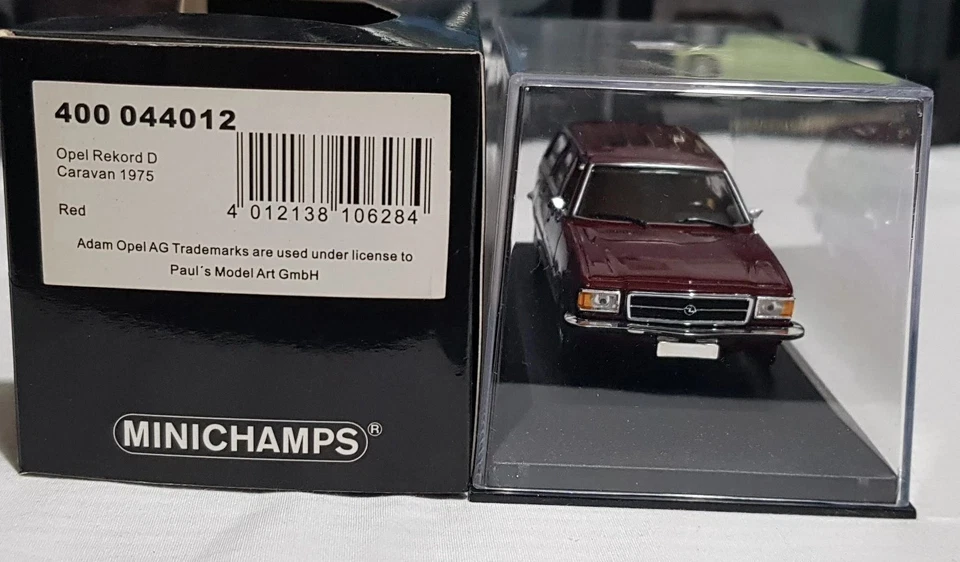 400 044012
Opel Rekord D
Caravan 1975
Red
4 012138 106284
Adam Opel AG Trademarks are used under license to
Paul´s Model Art GmbH
MINICHAMPS®